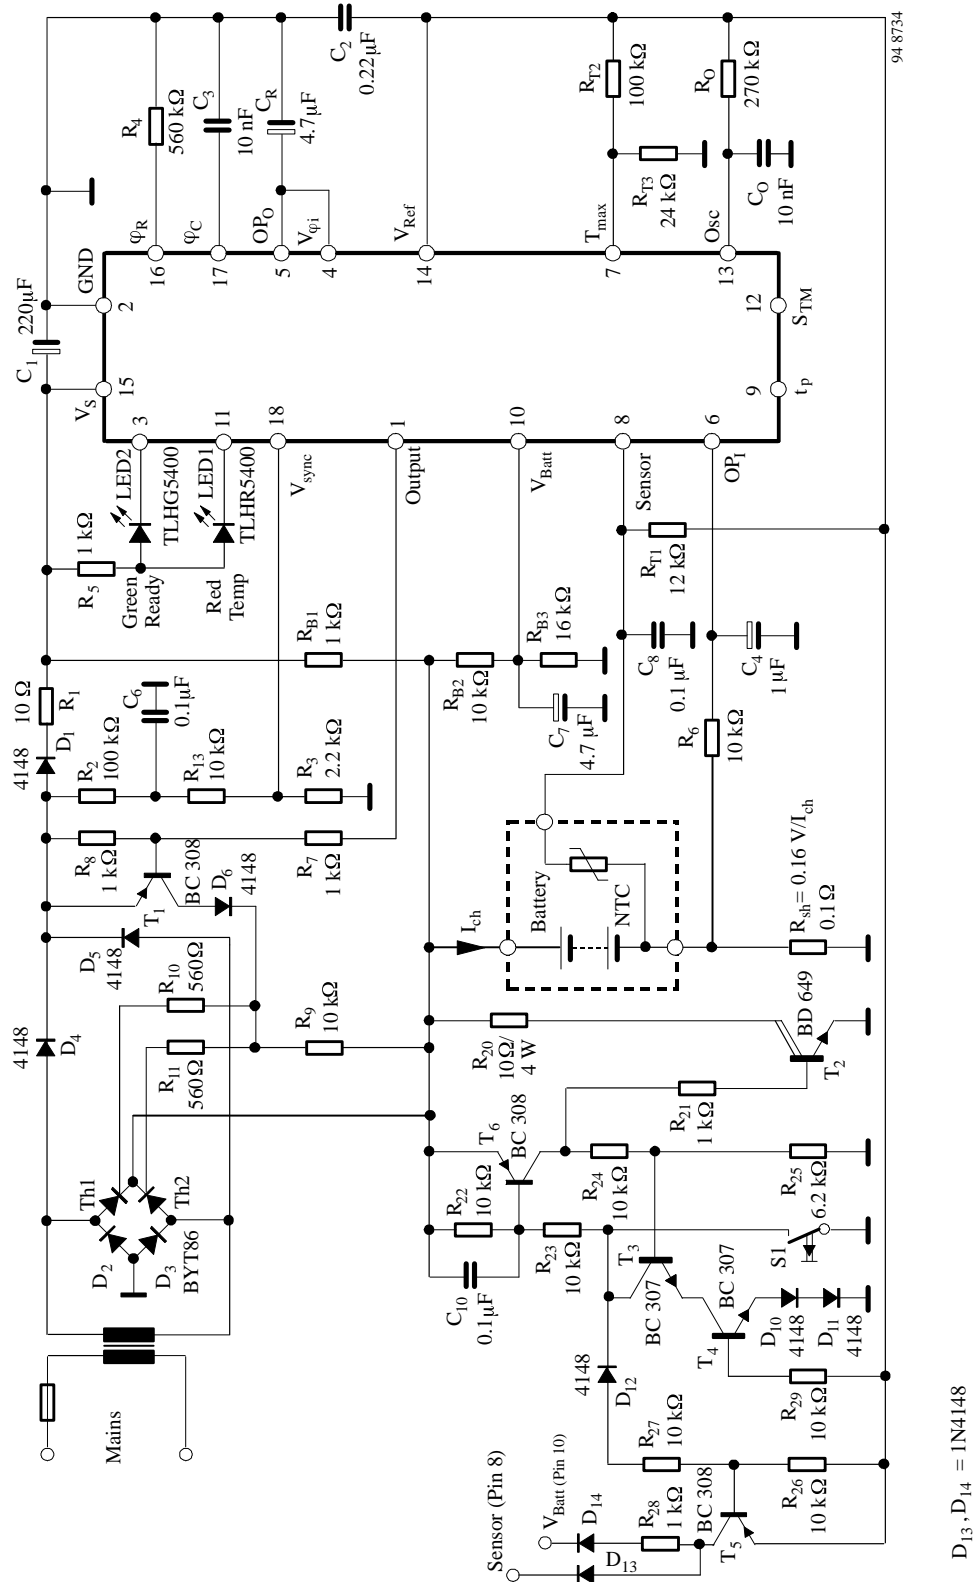 Mains
D2
D3
BYT86
Th1
Th2
4148
D4
R11
560Ω
R10
560Ω
D5
4148
T1
BC 308
D6
4148
R9
10 kΩ
R8
1 kΩ
R7
1 kΩ
4148
D1
10 Ω
R1
R2
100 kΩ
R13
10 kΩ
R3
2.2 kΩ
C6
0.1µF
RB1
1 kΩ
R5
1 kΩ
Green
Ready
Red
Temp
LED2
TLHG5400
LED1
TLHR5400
C1
220µF
VS
15
GND
2
3
11
18
Vsync
1
Output
10
VBatt
8
Sensor
6
OPI
9
tp
12
STM
φR
16
φC
17
OPO
5
Vφi
4
VRef
14
Tmax
7
Osc
13
R4
560 kΩ
C3
10 nF
CR
4.7µF
C2
0.22µF
RT2
100 kΩ
RT3
24 kΩ
RO
270 kΩ
CO
10 nF
94 8734
RB2
10 kΩ
RB3
16 kΩ
C7
4.7 µF
RT1
12 kΩ
C8
0.1 µF
C4
1 µF
R6
10 kΩ
Ich
Battery
NTC
Rsh= 0.16 V/Ich
0.1Ω
R20
10Ω/
4 W
BD 649
T2
R21
1 kΩ
T6
BC 308
R22
10 kΩ
C10
0.1µF
R23
10 kΩ
R24
10 kΩ
R25
6.2 kΩ
S1
T3
BC 307
BC 307
T4
D10
4148
D11
4148
4148
D12
R27
10 kΩ
R29
10 kΩ
R26
10 kΩ
R28
1 kΩ
BC 308
T5
Sensor (Pin 8)
VBatt (Pin 10)
D14
D13
D13 , D14 = 1N4148